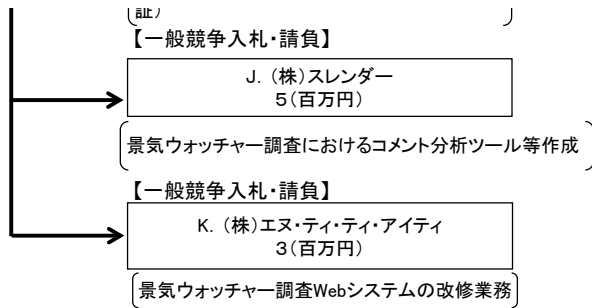 証）
【一般競争入札・請負】
J. （株）スレンダー
５（百万円）
景気ウォッチャー調査におけるコメント分析ツール等作成
【一般競争入札・請負】
K. （株）エヌ・ティ・ティ・アイティ
３（百万円）
景気ウォッチャー調査Webシステムの改修業務